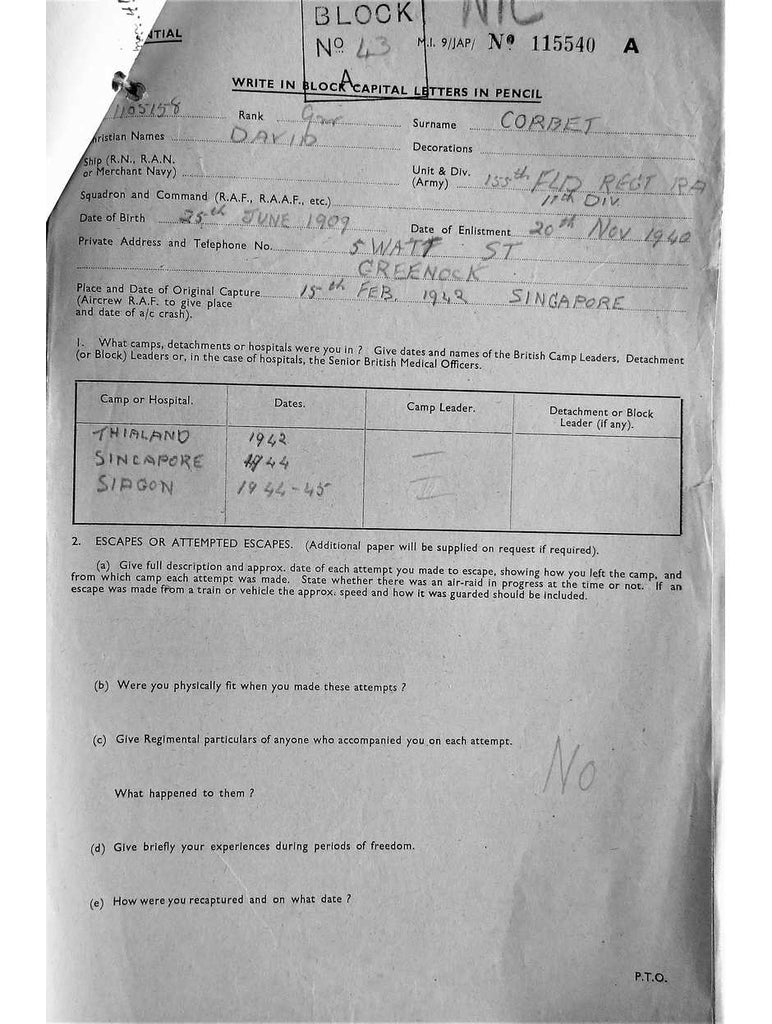 NTIAL
BLOCK
NIL
Nº 43
A
M.I. 9/JAP/ Nº 115540 A
WRITE IN BLOCK CAPITAL LETTERS IN PENCIL
1105158 Rank Gnr Surname CORBET
hristian Names DAVID Decorations
Ship (R.N., R.A.N.
or Merchant Navy)
Unit & Div.
(Army) 155th FLD REGT RA
11th DIV.
Squadron and Command (R.A.F., R.A.A.F., etc.)
Date of Birth 25th JUNE 1909 Date of Enlistment 20th NOV 1940
Private Address and Telephone No. 5 WATT ST
GREENOCK
Place and Date of Original Capture 15th FEB. 1942 SINGAPORE
(Aircrew R.A.F. to give place
and date of a/c crash).
1. What camps, detachments or hospitals were you in ? Give dates and names of the British Camp Leaders, Detachment
(or Block) Leaders or, in the case of hospitals, the Senior British Medical Officers.
Camp or Hospital. Dates. Camp Leader. Detachment or Block
Leader (if any).
THIALAND 1942
SINGAPORE 1944 I
SIAGON 1944-45 II
2. ESCAPES OR ATTEMPTED ESCAPES. (Additional paper will be supplied on request if required).
(a) Give full description and approx. date of each attempt you made to escape, showing how you left the camp, and
from which camp each attempt was made. State whether there was an air-raid in progress at the time or not. If an
escape was made from a train or vehicle the approx. speed and how it was guarded should be included.
(b) Were you physically fit when you made these attempts ?
(c) Give Regimental particulars of anyone who accompanied you on each attempt.
No
What happened to them ?
(d) Give briefly your experiences during periods of freedom.
(e) How were you recaptured and on what date ?
P.T.O.